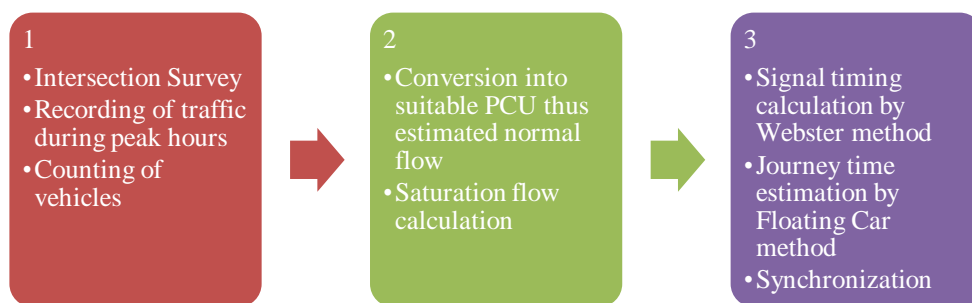 1
•Intersection Survey
•Recording of traffic
during peak hours
•Counting of
vehicles
2
•Conversion into
suitable PCU thus
estimated normal
flow
•Saturation flow
calculation
3
•Signal timing
calculation by
Webster method
•Journey time
estimation by
Floating Car
method
•Synchronization